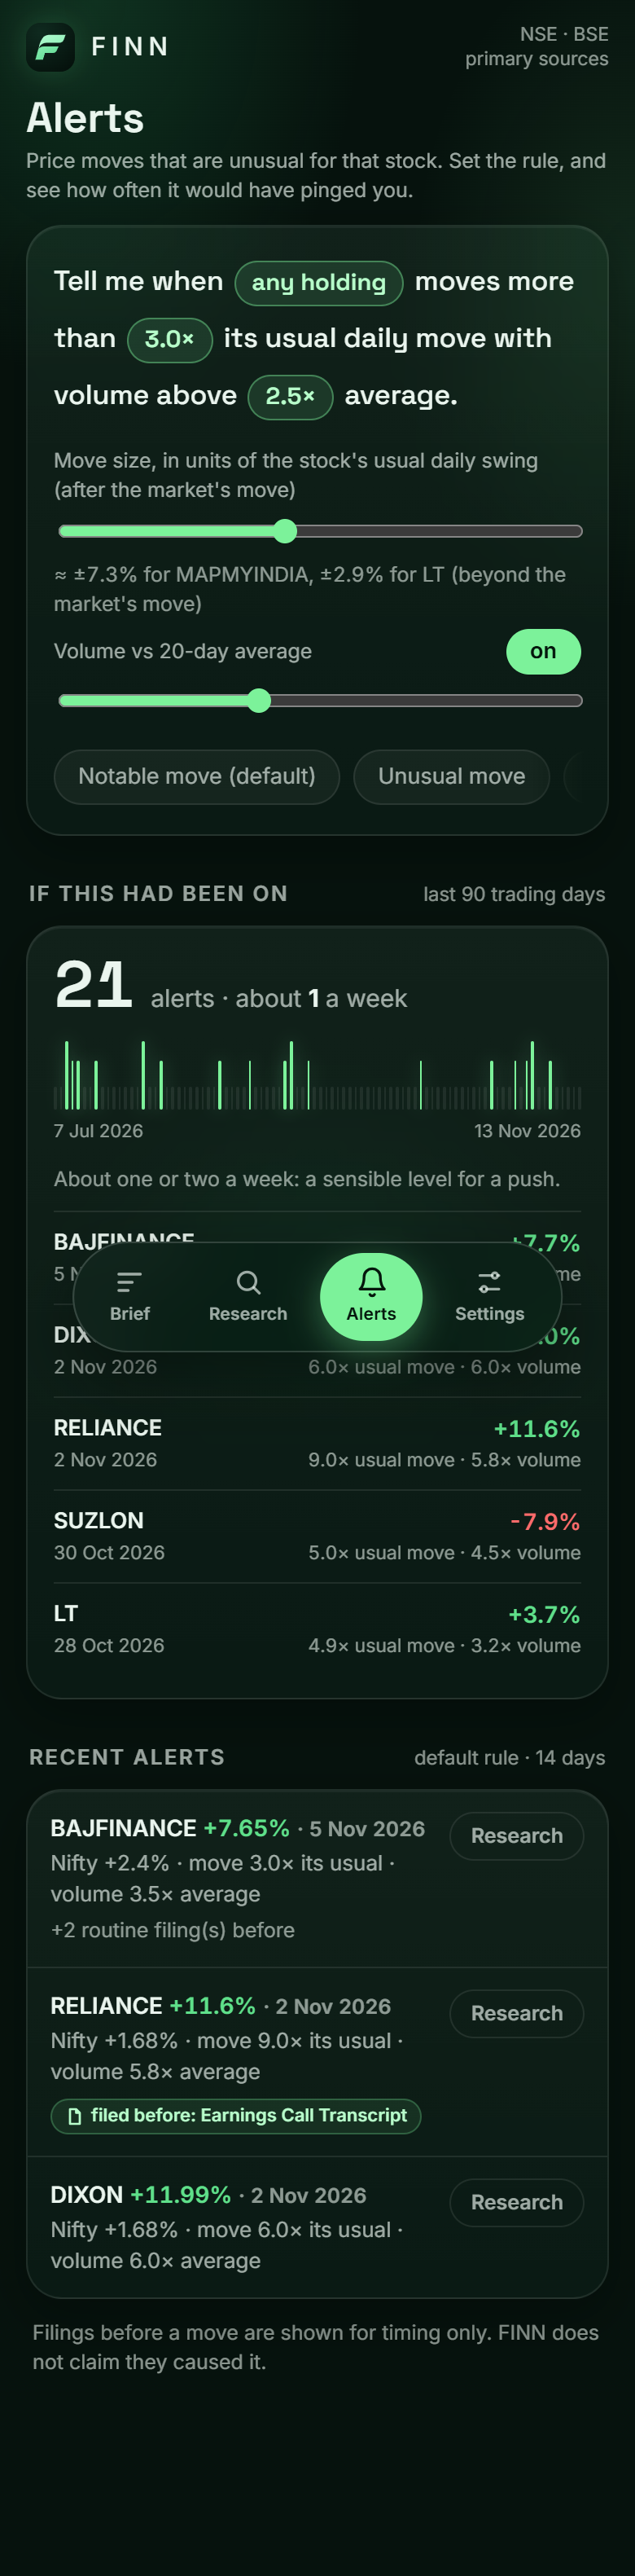 FINN
NSE · BSE
primary sources
Alerts
Price moves that are unusual for that stock. Set the rule, and
see how often it would have pinged you.
Tell me when any holding moves more
than 3.0× its usual daily move with
volume above 2.5× average.
Move size, in units of the stock's usual daily swing
(after the market's move)
≈ ±7.3% for MAPMYINDIA, ±2.9% for LT (beyond the
market's move)
Volume vs 20-day average on
Notable move (default) Unusual move
IF THIS HAD BEEN ON last 90 trading days
21 alerts · about 1 a week
7 Jul 2026 13 Nov 2026
About one or two a week: a sensible level for a push.
BAJFINANCE +7.7%
Brief Research Alerts Settings
2 Nov 2026 6.0× usual move · 6.0× volume
RELIANCE +11.6%
2 Nov 2026 9.0× usual move · 5.8× volume
SUZLON -7.9%
30 Oct 2026 5.0× usual move · 4.5× volume
LT +3.7%
28 Oct 2026 4.9× usual move · 3.2× volume
RECENT ALERTS default rule · 14 days
BAJFINANCE +7.65% · 5 Nov 2026 Research
Nifty +2.4% · move 3.0× its usual ·
volume 3.5× average
+2 routine filing(s) before
RELIANCE +11.6% · 2 Nov 2026 Research
Nifty +1.68% · move 9.0× its usual ·
volume 5.8× average
filed before: Earnings Call Transcript
DIXON +11.99% · 2 Nov 2026 Research
Nifty +1.68% · move 6.0× its usual ·
volume 6.0× average
Filings before a move are shown for timing only. FINN does
not claim they caused it.